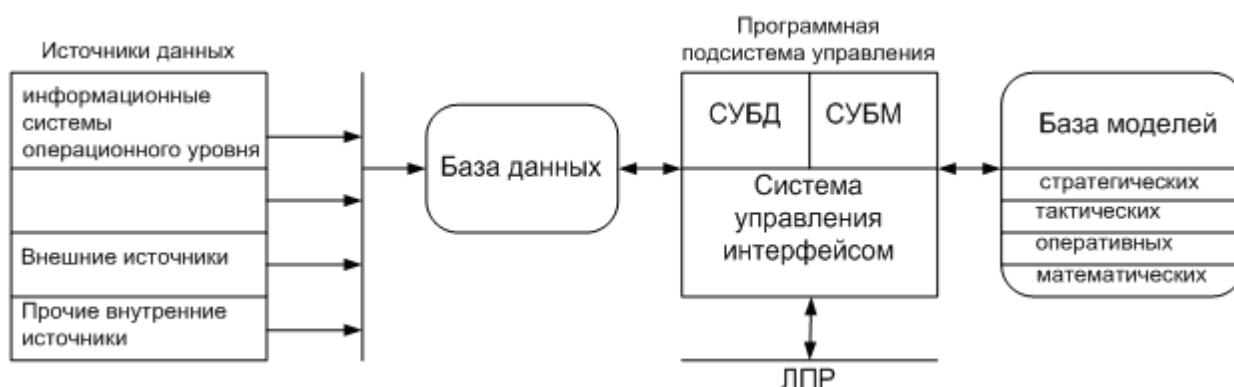 Источники данных
информационные
системы
операционного уровня
Внешние источники
Прочие внутренние
источники
База данных
Программная
подсистема управления
СУБД
СУБМ
Система
управления
интерфейсом
ЛПР
База моделей
стратегических
тактических
оперативных
математических